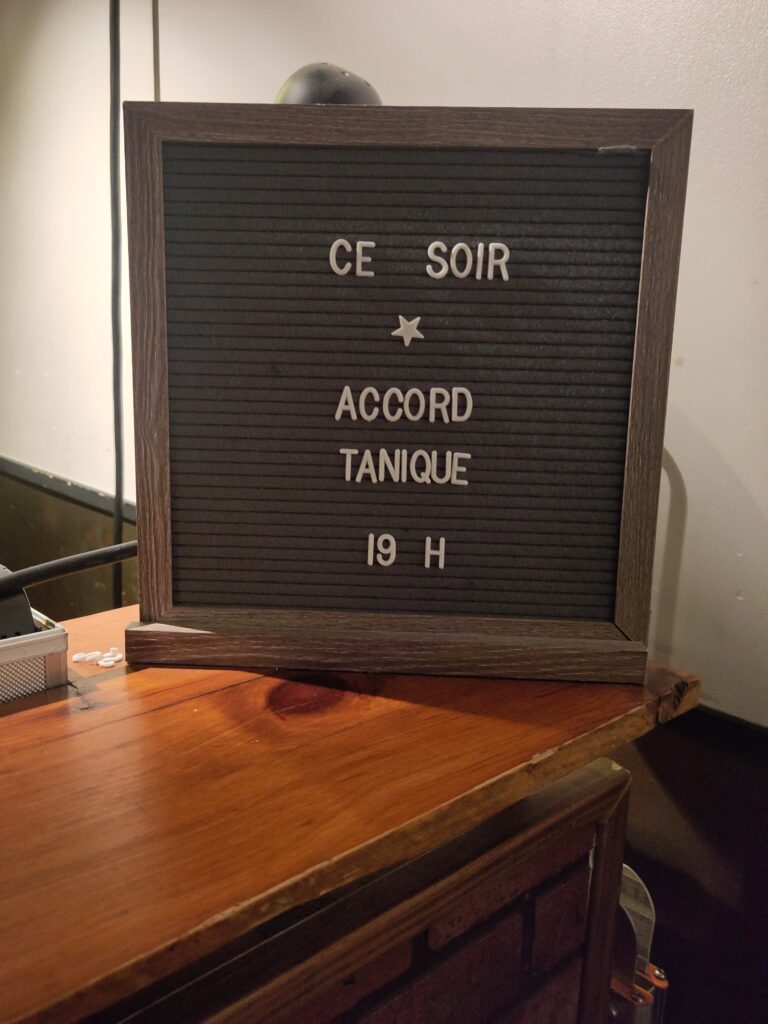 CE SOIR
ACCORD
TANIQUE
19 H